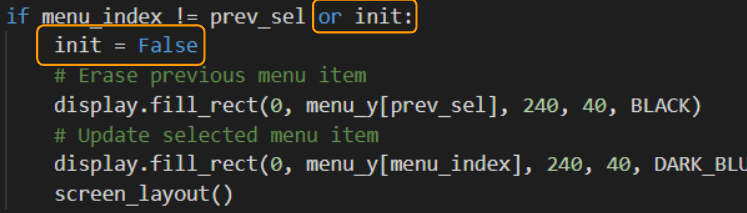 if menu_index != prev_sel or init:
init = False
# Erase previous menu item
display.fill_rect(0, menu_y[prev_sel], 240, 40, BLACK)
# Update selected menu item
display.fill_rect(0, menu_y[menu_index], 240, 40, DARK_BLU
screen_layout()